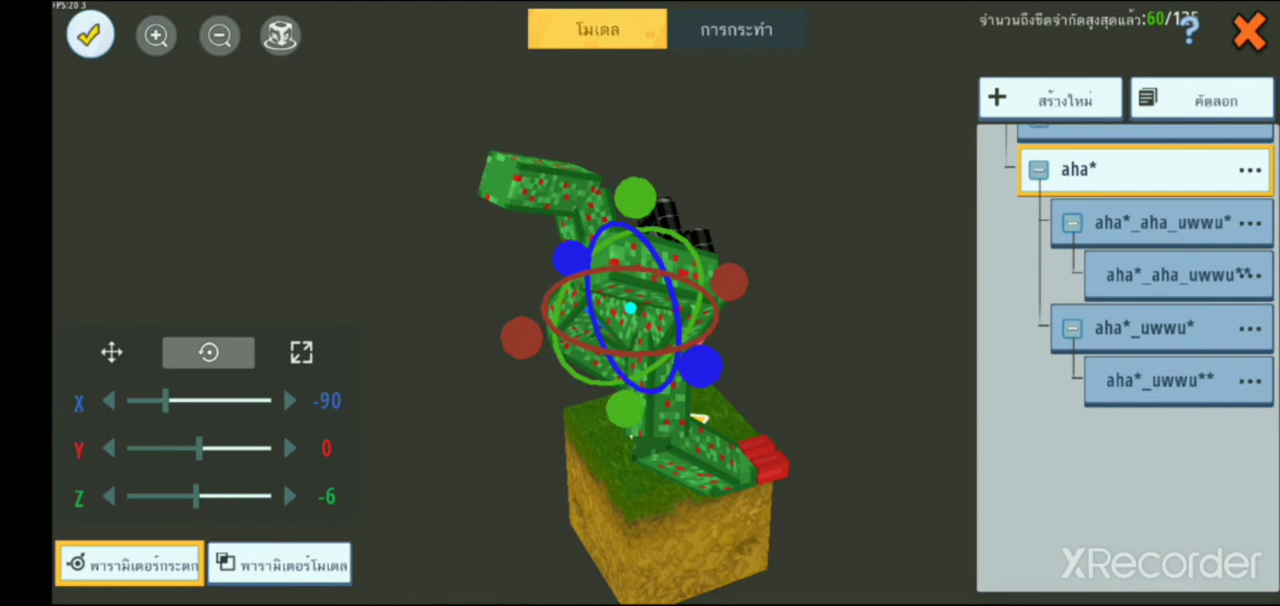 FPS:20.3
โมเดล
การกระทำ
จำนวนถึงขีดจำกัดสูงสุดแล้ว:60/125
?
สร้างใหม่
คัดลอก
aha*
aha*_aha_uwwu*
aha*_aha_uwwu**
aha*_uwwu*
aha*_uwwu**
X -90
Y 0
Z -6
พารามิเตอร์กระดูก
พารามิเตอร์โมเดล
XRecorder